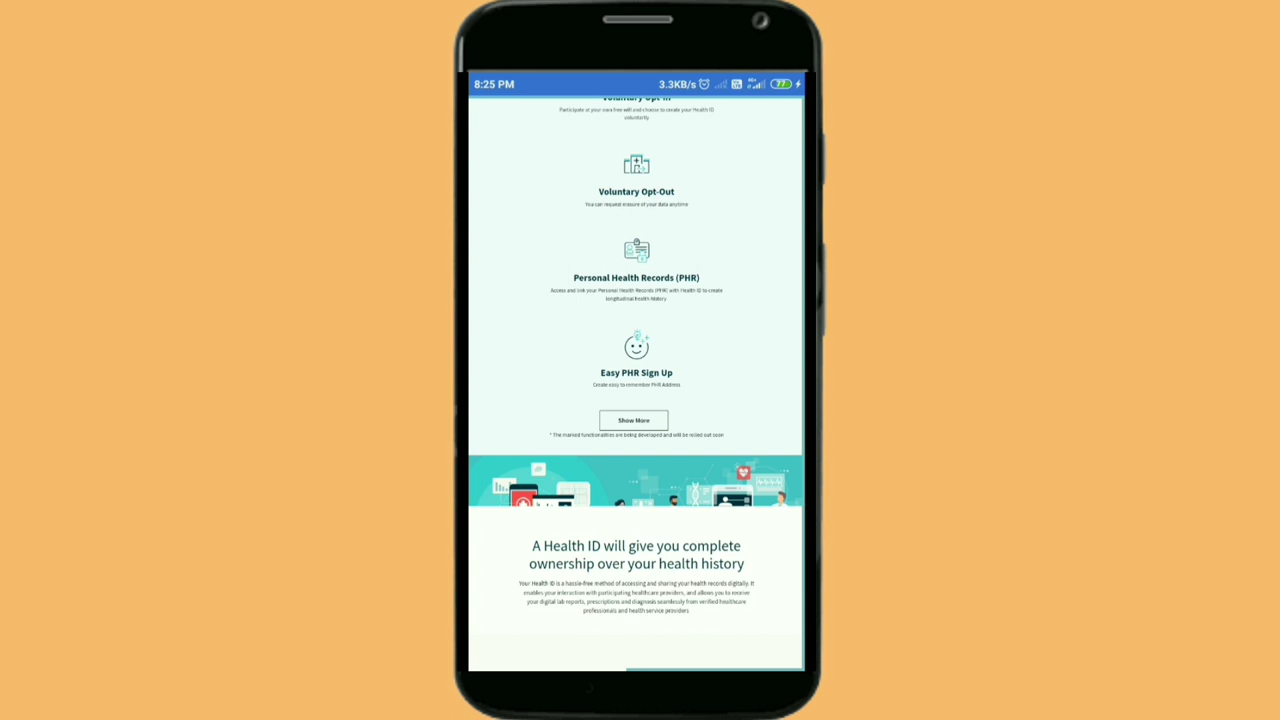 8:25 PM
3.3KB/s
4G+
77
Voluntary Opt-In
Participate at your own free will and choose to create your Health ID
voluntarily
Voluntary Opt-Out
You can request erasure of your data anytime
Personal Health Records (PHR)
Access and link your Personal Health Records (PHR) with Health ID to create
longitudinal health history
Easy PHR Sign Up
Create easy to remember PHR Address
Show More
* The marked functionalities are being developed and will be rolled out soon
A Health ID will give you complete
ownership over your health history
Your Health ID is a hassle-free method of accessing and sharing your health records digitally. It
enables your interaction with participating healthcare providers, and allows you to receive
your digital lab reports, prescriptions and diagnosis seamlessly from verified healthcare
professionals and health service providers